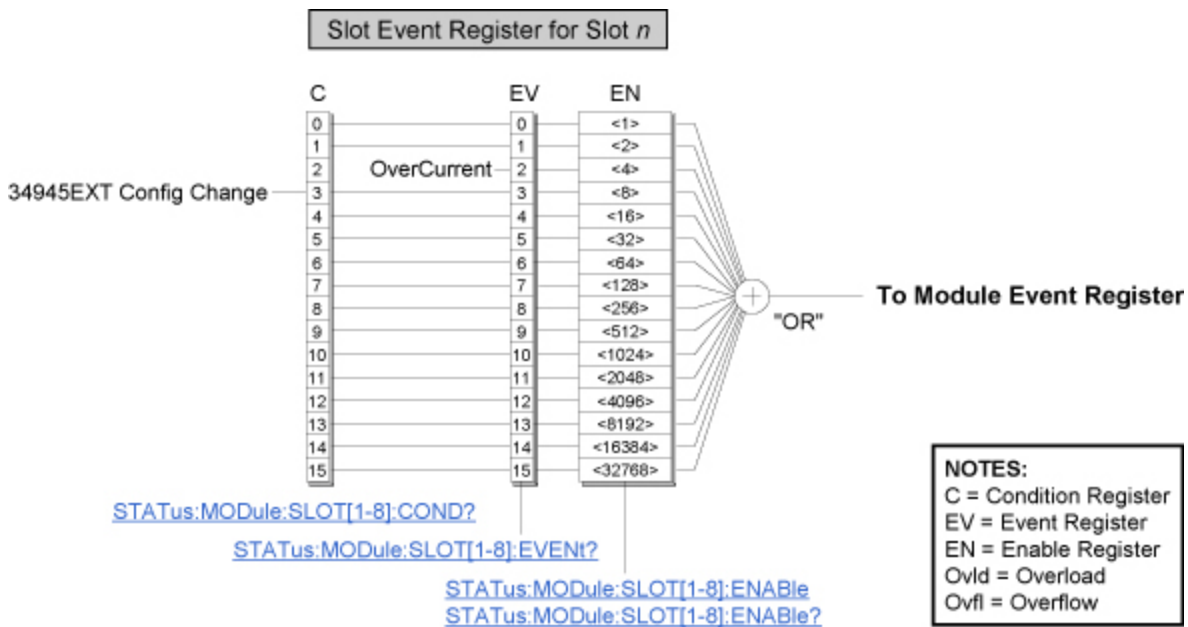 Slot Event Register for Slot n
C EV EN
0 0 <1>
1 1 <2>
2 OverCurrent 2 <4>
34945EXT Config Change 3 3 <8>
4 4 <16>
5 5 <32>
6 6 <64>
7 7 <128>
8 8 <256>
9 9 <512>
10 10 <1024>
11 11 <2048>
12 12 <4096>
13 13 <8192>
14 14 <16384>
15 15 <32768>
+
"OR"
To Module Event Register
STATus:MODule:SLOT[1-8]:COND?
STATus:MODule:SLOT[1-8]:EVENt?
STATus:MODule:SLOT[1-8]:ENABle
STATus:MODule:SLOT[1-8]:ENABle?
NOTES:
C = Condition Register
EV = Event Register
EN = Enable Register
Ovld = Overload
Ovfl = Overflow